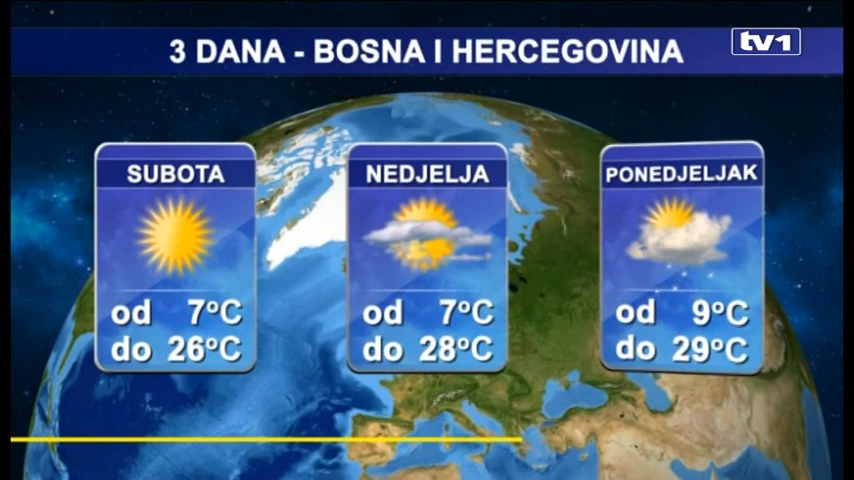 tv1
3 DANA - BOSNA I HERCEGOVINA
SUBOTA
od 7°C
do 26°C
NEDJELJA
od 7°C
do 28°C
PONEDJELJAK
od 9°C
do 29°C